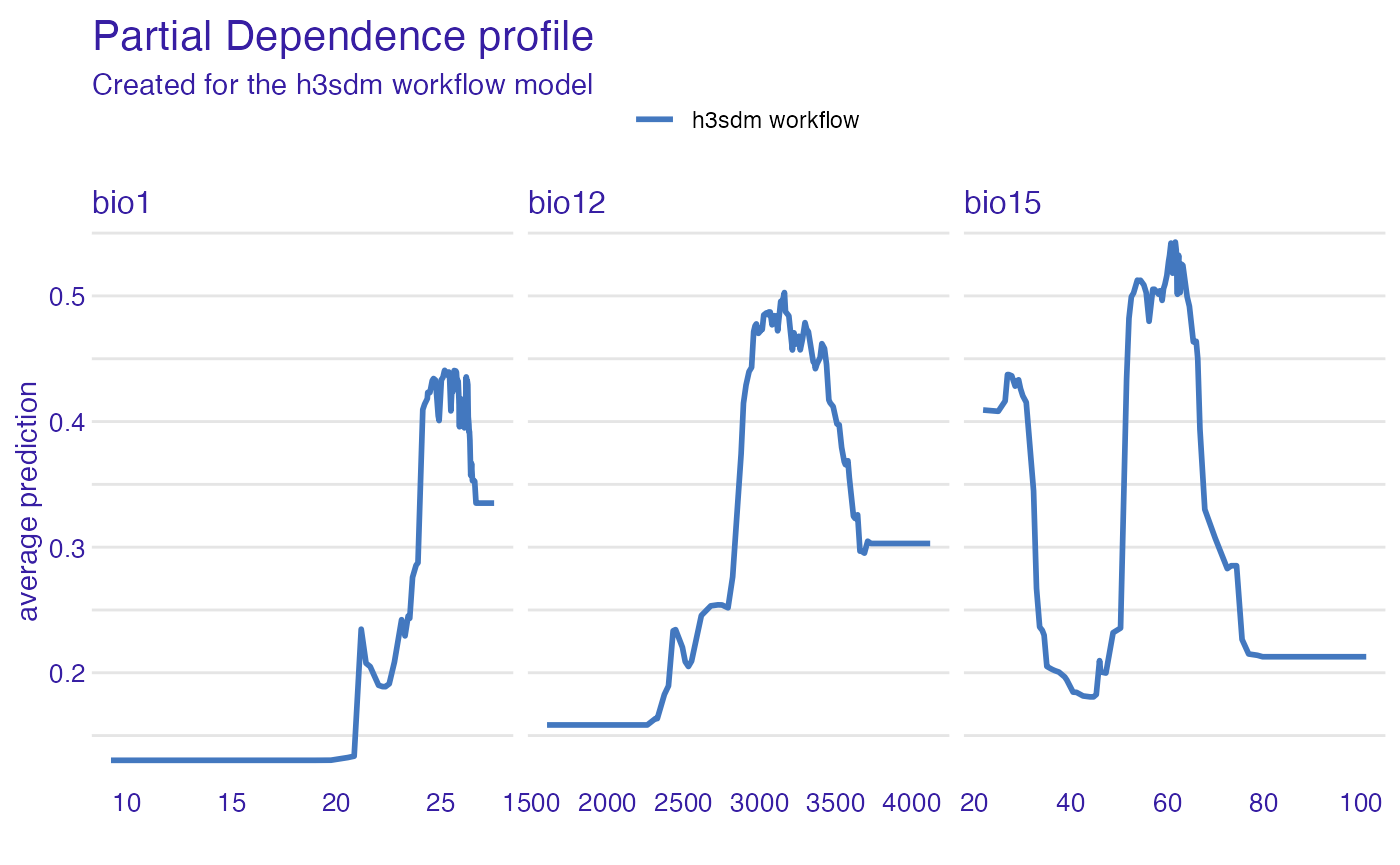 Partial Dependence profile
Created for the h3sdm workflow model
h3sdm workflow
bio1
bio12
bio15
average prediction
0.5
0.4
0.3
0.2
10 15 20 25
1500 2000 2500 3000 3500 4000
20 40 60 80 100